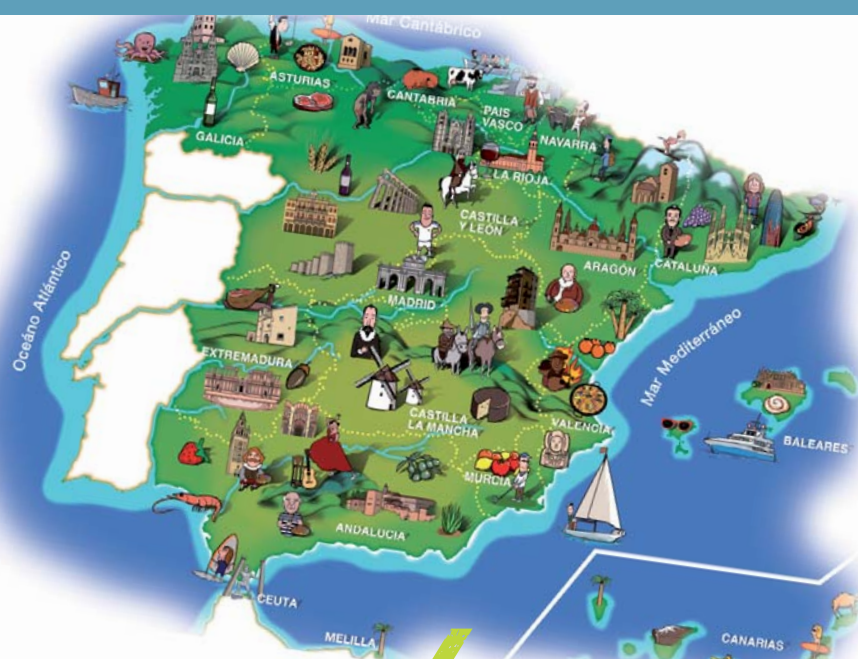 Mar Cantábrico
ASTURIAS
CANTABRIA
PAIS
VASCO
NAVARRA
GALICIA
LA RIOJA
CASTILLA
Y LEÓN
ARAGÓN
CATALUÑA
MADRID
Oceáno Atlántico
Mar Mediterráneo
EXTREMADURA
CASTILLA
LA MANCHA
VALENCIA
BALEARES
MURCIA
ANDALUCIA
CEUTA
MELILLA
CANARIAS